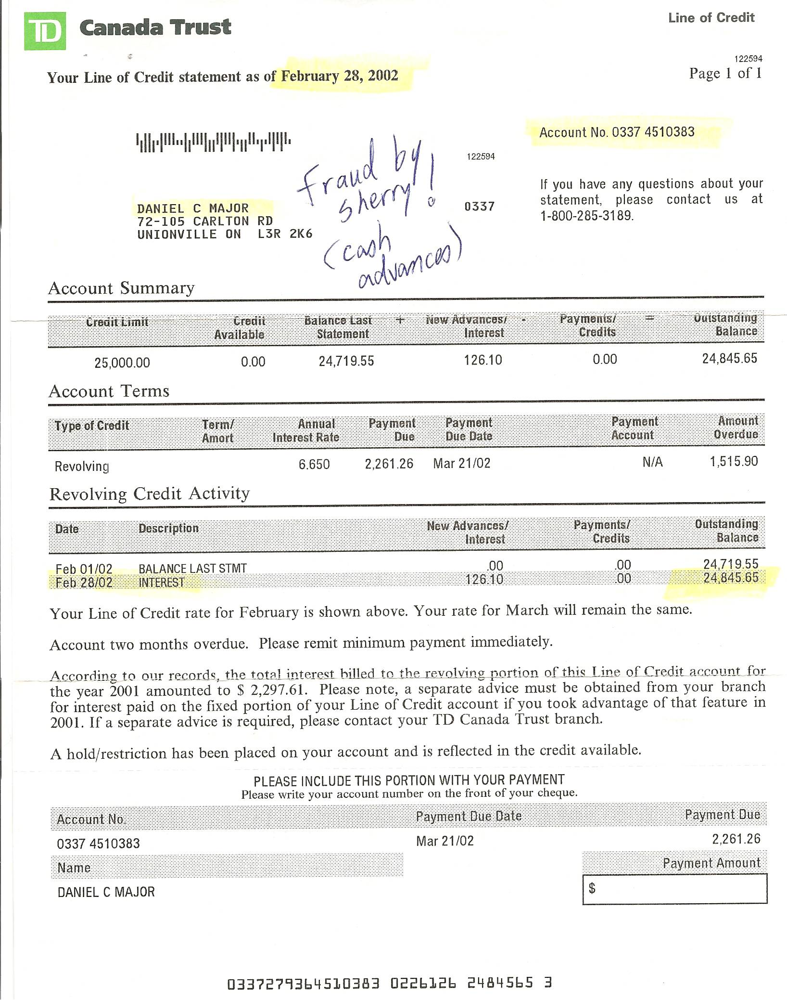 TD Canada Trust
Line of Credit
122594
Page 1 of 1
Your Line of Credit statement as of February 28, 2002
Account No. 0337 4510383
122594
fraud by
sherry!
(cash
advances)
If you have any questions about your
statement, please contact us at
1-800-285-3189.
0337
DANIEL C MAJOR
72-105 CARLTON RD
UNIONVILLE ON L3R 2K6
Account Summary
Credit Limit Credit Available Balance Last Statement + New Advances/ Interest - Payments/ Credits = Outstanding Balance
25,000.00 0.00 24,719.55 126.10 0.00 24,845.65
Account Terms
Type of Credit Term/ Amort Annual Interest Rate Payment Due Payment Due Date Payment Account Amount Overdue
Revolving 6.650 2,261.26 Mar 21/02 N/A 1,515.90
Revolving Credit Activity
Date Description New Advances/ Interest Payments/ Credits Outstanding Balance
Feb 01/02 BALANCE LAST STMT .00 .00 24,719.55
Feb 28/02 INTEREST 126.10 .00 24,845.65
Your Line of Credit rate for February is shown above. Your rate for March will remain the same.
Account two months overdue. Please remit minimum payment immediately.
According to our records, the total interest billed to the revolving portion of this Line of Credit account for
the year 2001 amounted to $ 2,297.61. Please note, a separate advice must be obtained from your branch
for interest paid on the fixed portion of your Line of Credit account if you took advantage of that feature in
2001. If a separate advice is required, please contact your TD Canada Trust branch.
A hold/restriction has been placed on your account and is reflected in the credit available.
PLEASE INCLUDE THIS PORTION WITH YOUR PAYMENT
Please write your account number on the front of your cheque.
Account No. Payment Due Date Payment Due
0337 4510383 Mar 21/02 2,261.26
Name Payment Amount
DANIEL C MAJOR $
0337279364510383 0226126 2484565 3